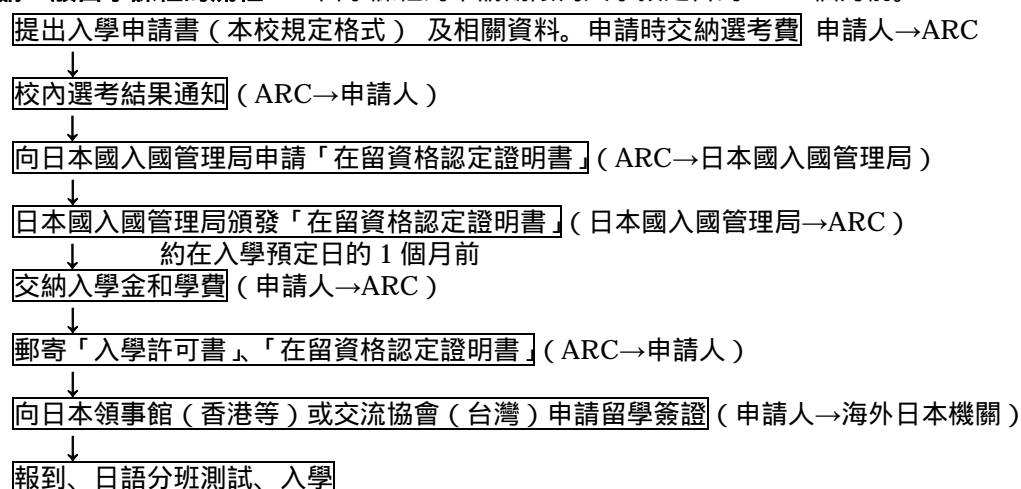 提出入學申請書（本校規定格式） 及相關資料。申請時交納選考費 申請人→ARC
↓
校內選考結果通知（ARC→申請人）
↓
向日本國入國管理局申請「在留資格認定證明書」（ARC→日本國入國管理局）
↓
日本國入國管理局頒發「在留資格認定證明書」（日本國入國管理局→ARC）
↓ 約在入學預定日的 1 個月前
交納入學金和學費（申請人→ARC）
↓
郵寄「入學許可書」、「在留資格認定證明書」（ARC→申請人）
↓
向日本領事館（香港等）或交流協會（台灣）申請留學簽證（申請人→海外日本機關）
↓
報到、日語分班測試、入學